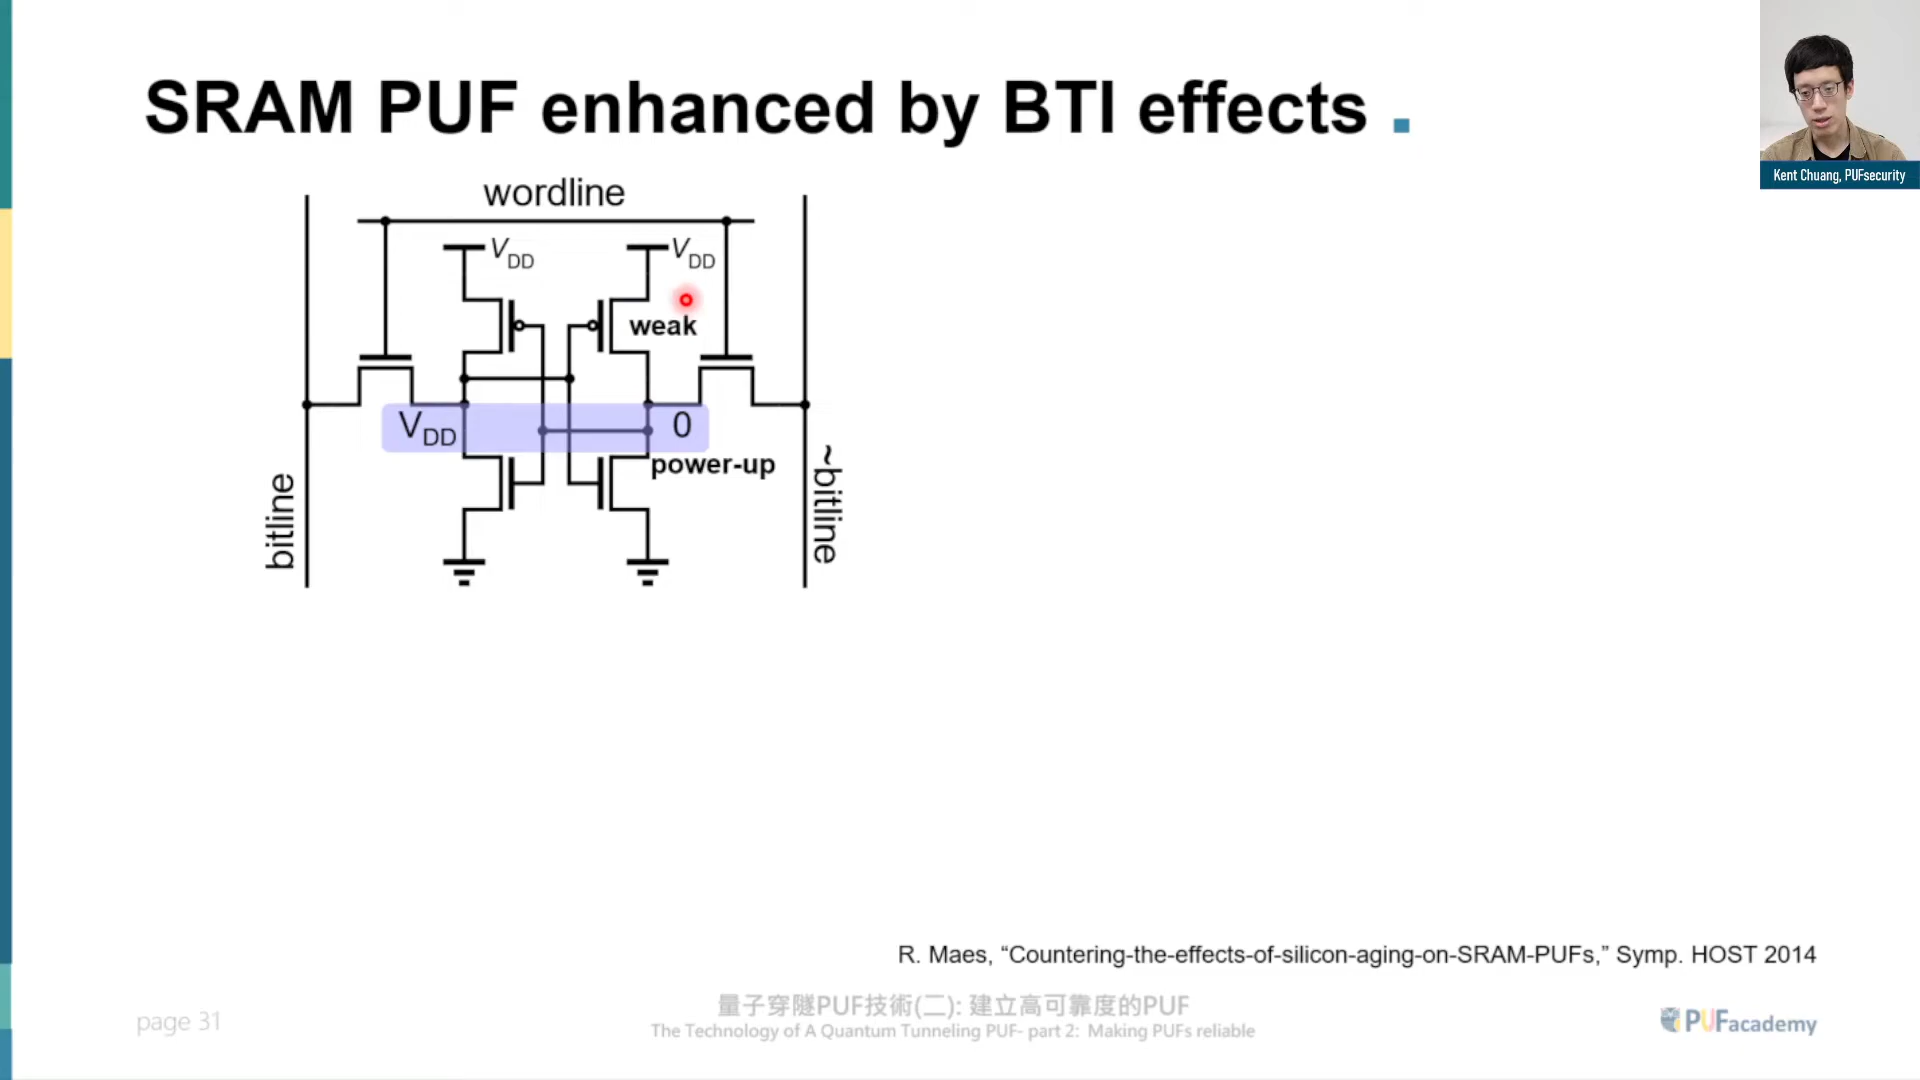 SRAM PUF enhanced by BTI effects .
Kent Chuang, PUFsecurity
wordline
VDD
VDD
weak
VDD
0
power-up
bitline
~bitline
R. Maes, “Countering-the-effects-of-silicon-aging-on-SRAM-PUFs,” Symp. HOST 2014
page 31
量子穿隧PUF技術(二): 建立高可靠度的PUF
The Technology of A Quantum Tunneling PUF- part 2: Making PUFs reliable
PUFacademy